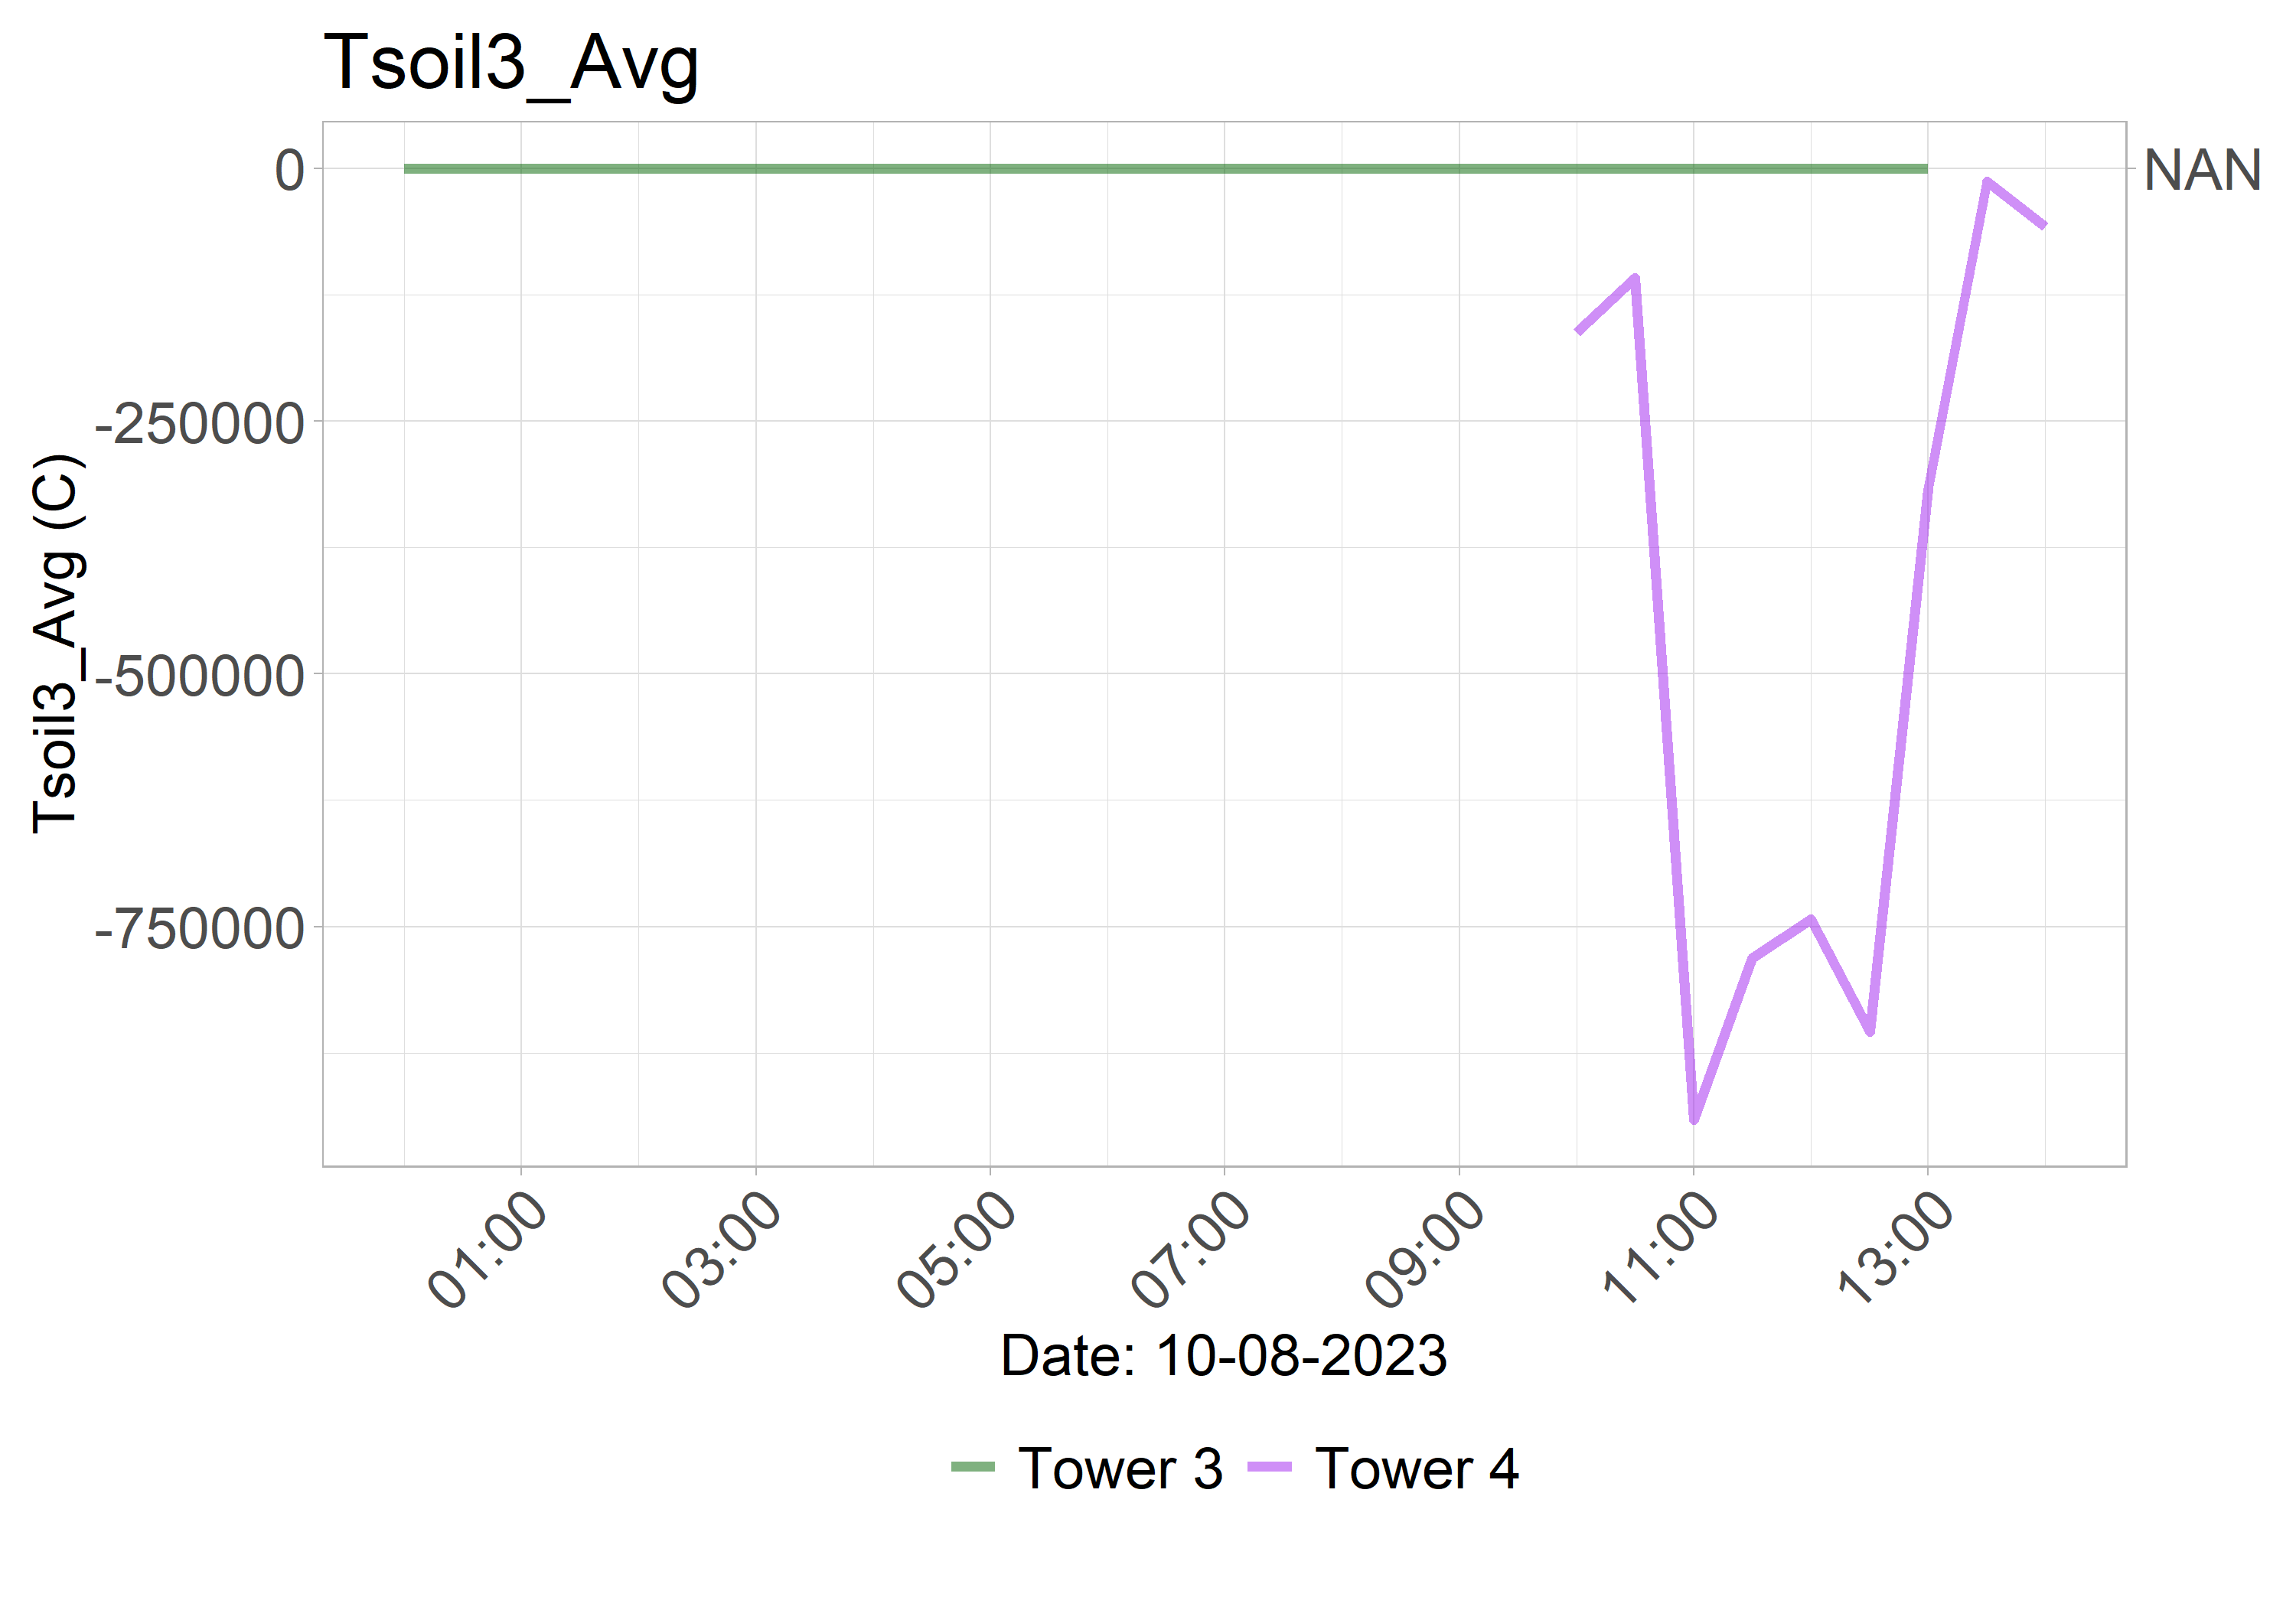 Tsoil3_Avg
0
NAN
-250000
-500000
-750000
Tsoil3_Avg (C)
01:00 03:00 05:00 07:00 09:00 11:00 13:00
Date: 10-08-2023
Tower 3 Tower 4